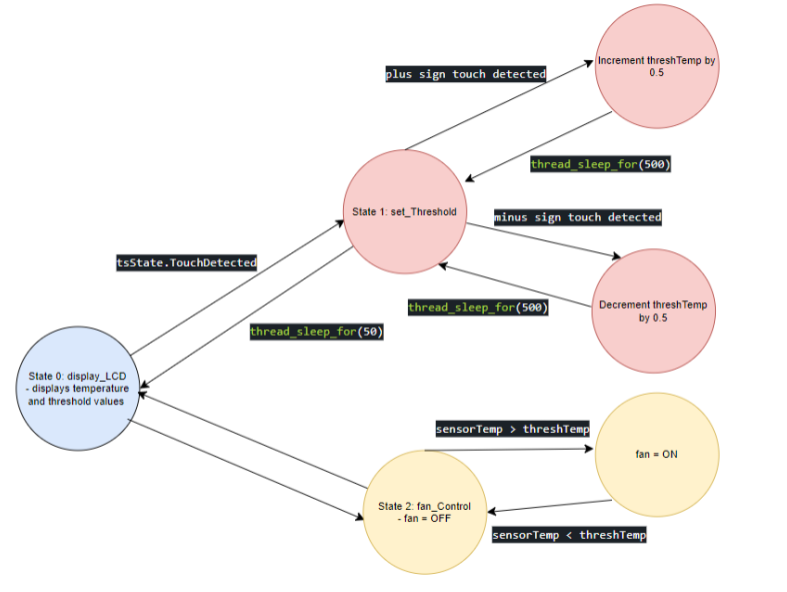 Increment threshTemp by
0.5
plus sign touch detected
thread_sleep_for(500)
State 1: set_Threshold
minus sign touch detected
tsState.TouchDetected
Decrement threshTemp
by 0.5
thread_sleep_for(500)
thread_sleep_for(50)
State 0: display_LCD
- displays temperature
and threshold values
sensorTemp > threshTemp
fan = ON
State 2: fan_Control
- fan = OFF
sensorTemp < threshTemp